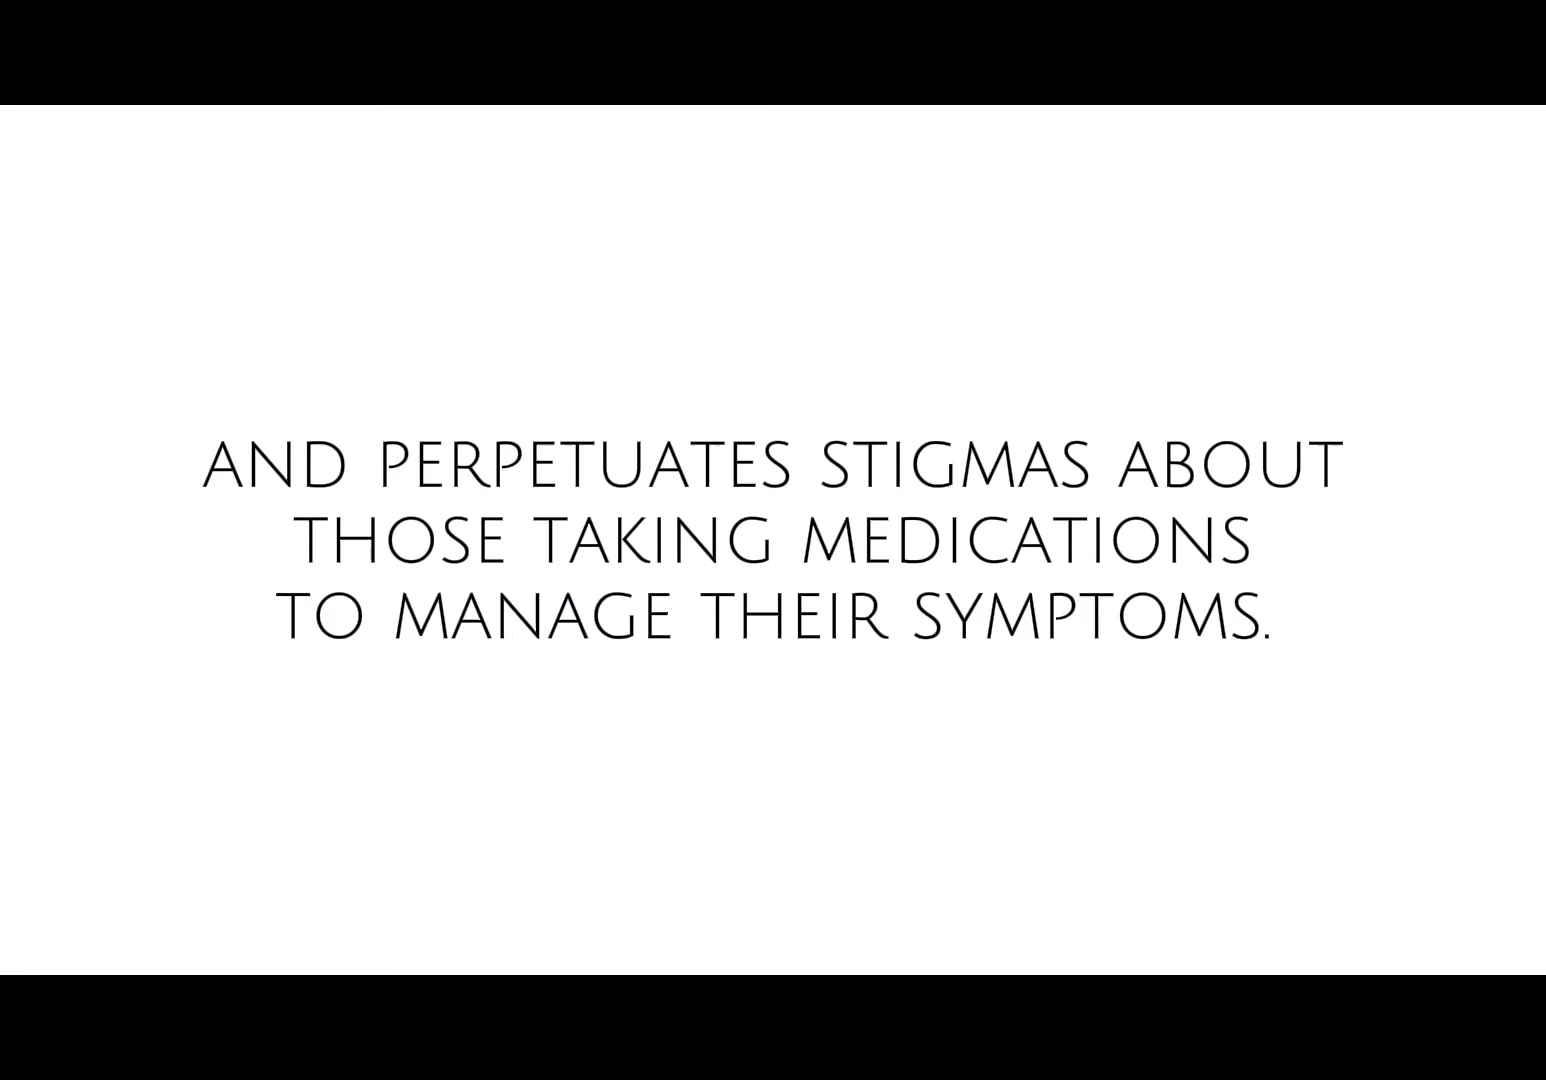 AND PERPETUATES STIGMAS ABOUT
THOSE TAKING MEDICATIONS
TO MANAGE THEIR SYMPTOMS.